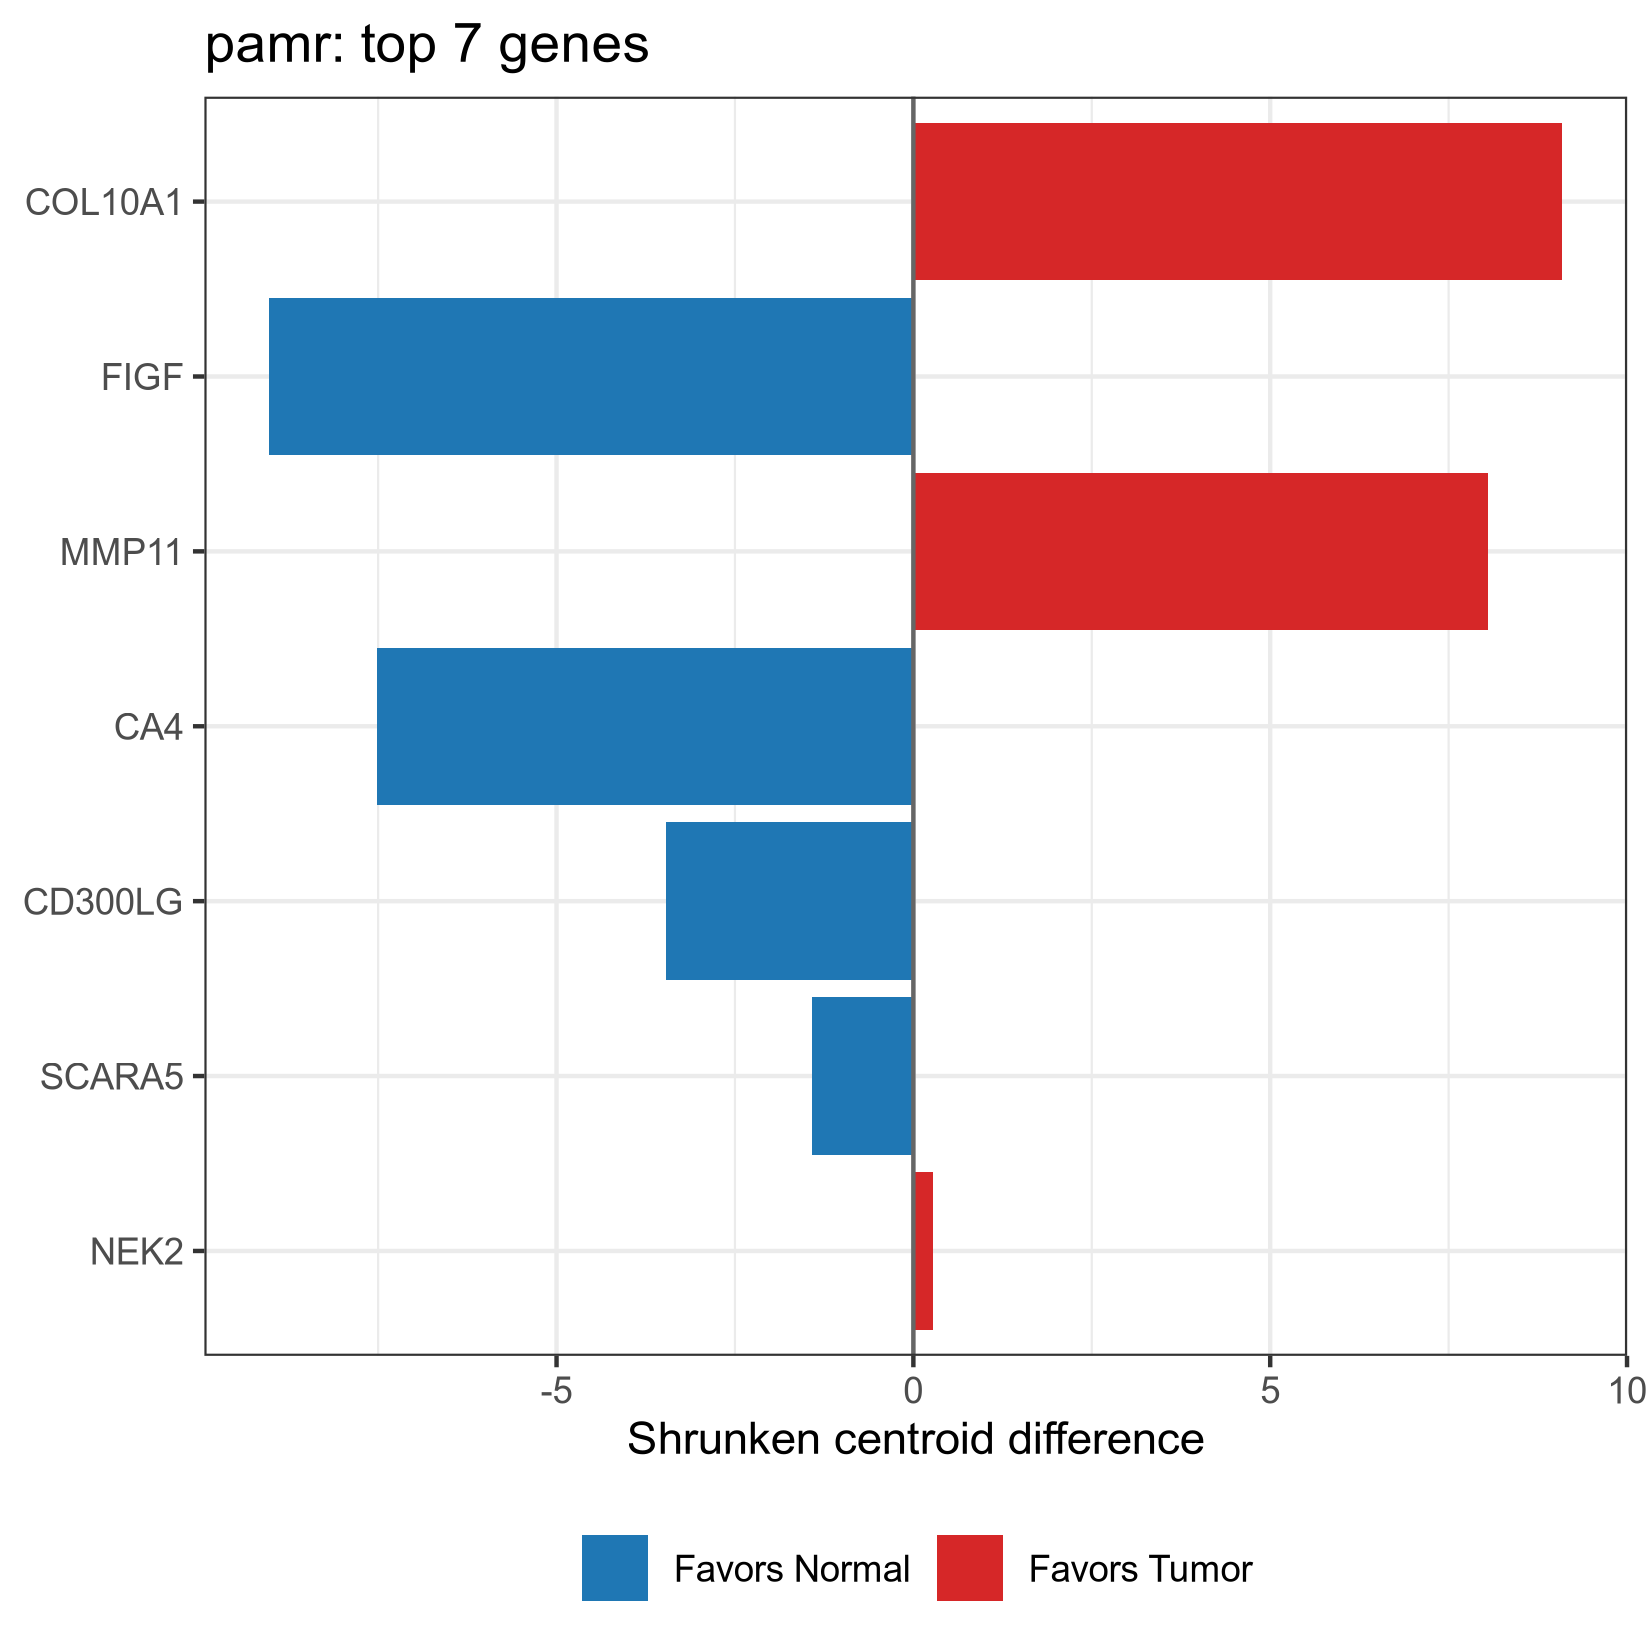 pamr: top 7 genes
COL10A1
FIGF
MMP11
CA4
CD300LG
SCARA5
NEK2
-5 0 5 10
Shrunken centroid difference
Favors Normal Favors Tumor